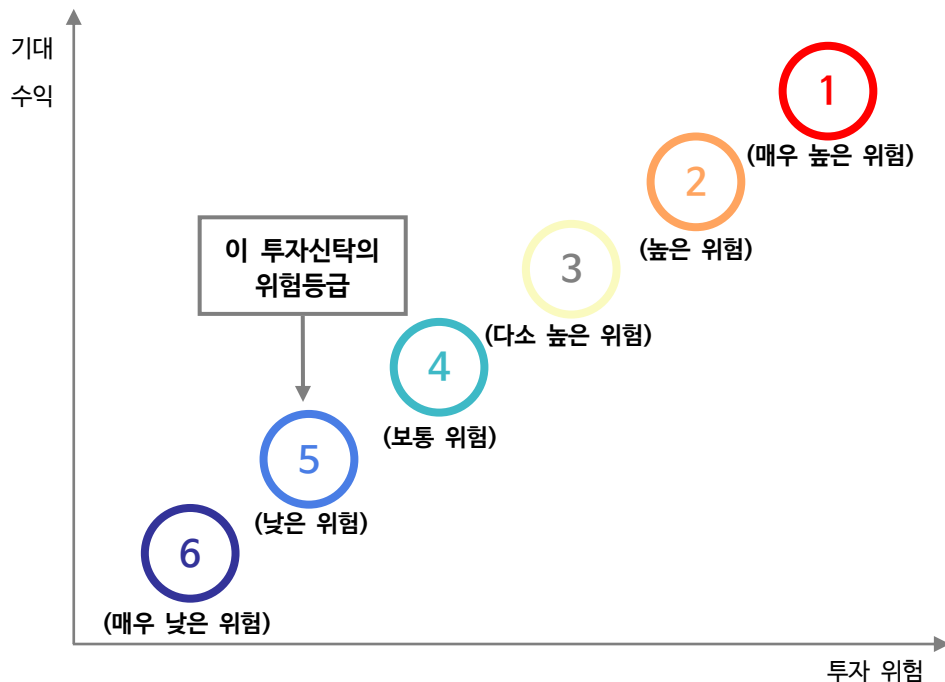 기대
수익
1
(매우 높은 위험)
2
(높은 위험)
이 투자신탁의
위험등급
3
(다소 높은 위험)
4
(보통 위험)
5
(낮은 위험)
6
(매우 낮은 위험)
투자 위험